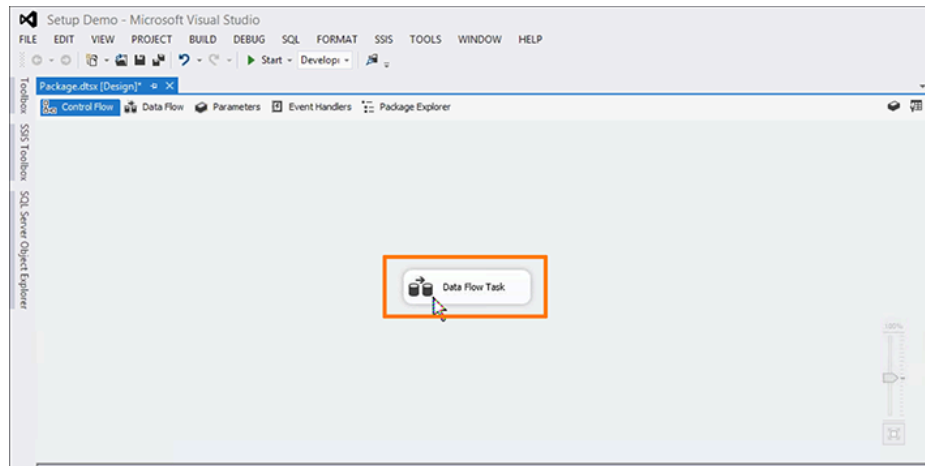 Setup Demo - Microsoft Visual Studio
FILE EDIT VIEW PROJECT BUILD DEBUG SQL FORMAT SSIS TOOLS WINDOW HELP
Start Develop
Package.dtsx [Design]*
Control Flow Data Flow Parameters Event Handlers Package Explorer
Toolbox
SSIS Toolbox
SQL Server Object Explorer
Data Flow Task
100%